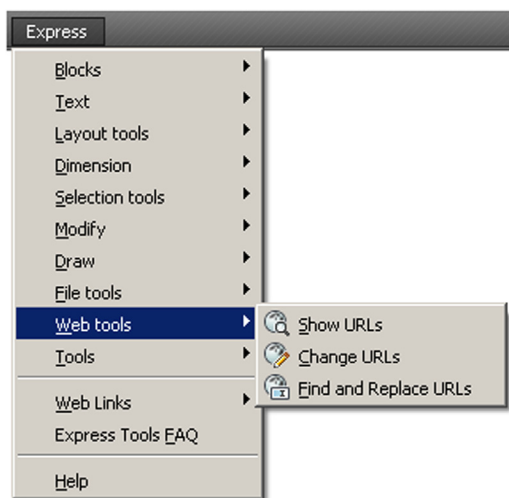 Express
Blocks
Text
Layout tools
Dimension
Selection tools
Modify
Draw
File tools
Web tools
Tools
Web Links
Express Tools FAQ
Help
Show URLs
Change URLs
Find and Replace URLs